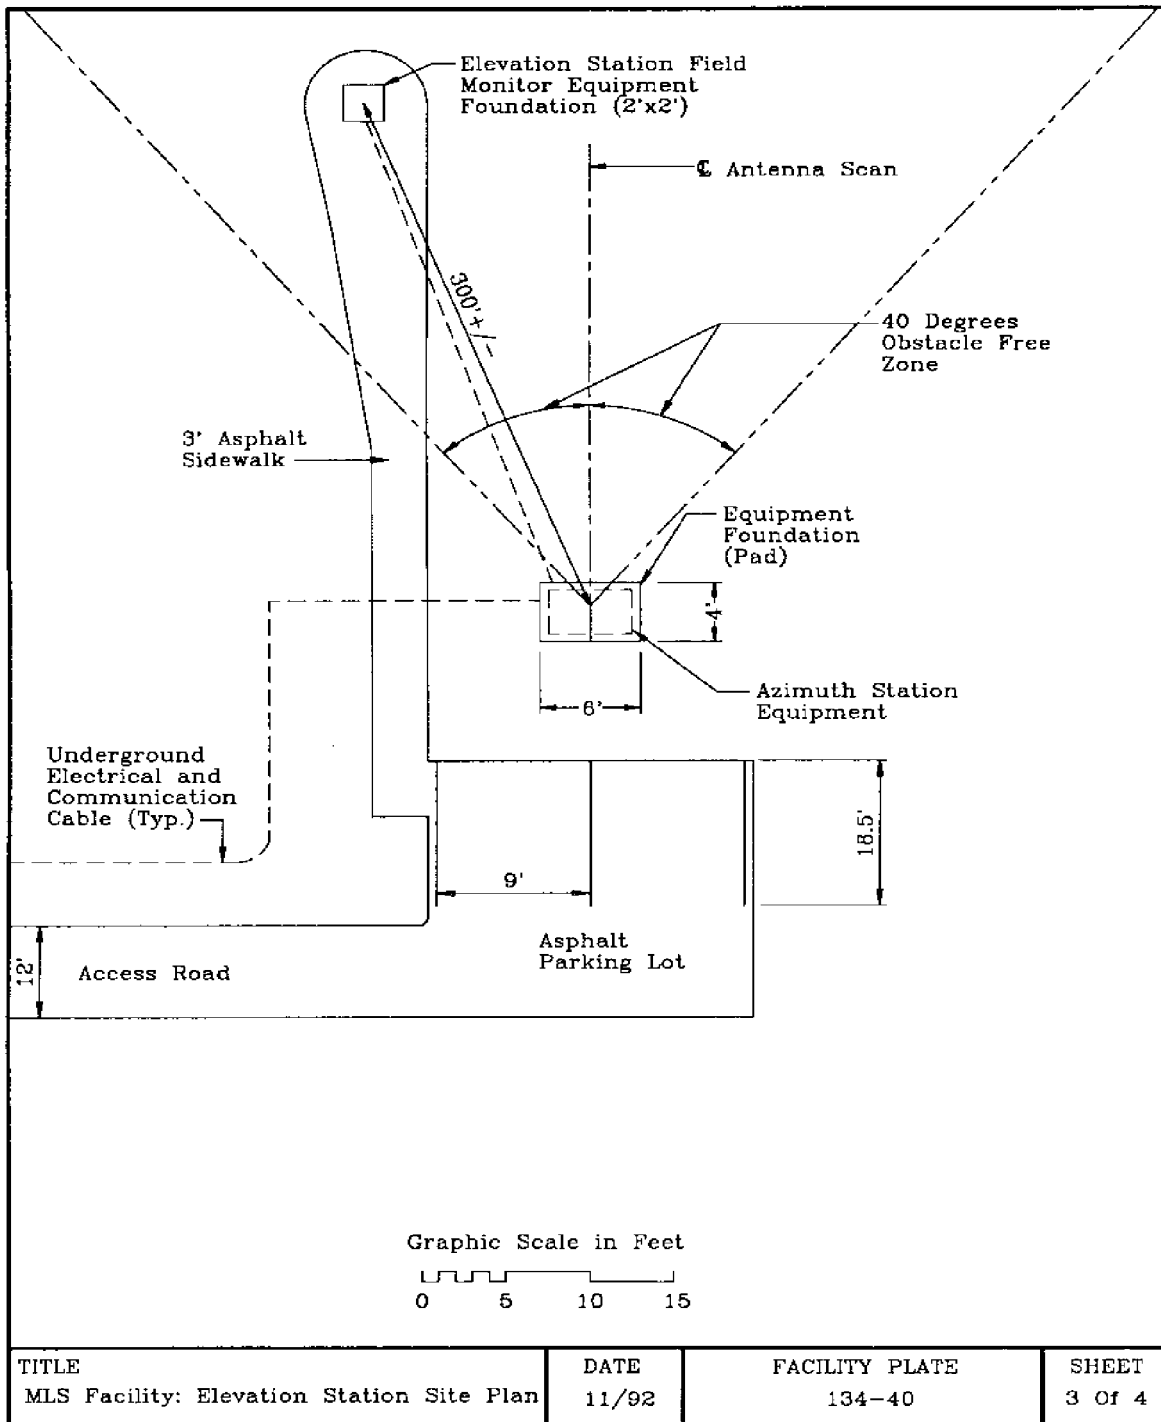 Elevation Station Field
Monitor Equipment
Foundation (2'x2')
℄ Antenna Scan
300'+/-
40 Degrees
Obstacle Free
Zone
3' Asphalt
Sidewalk
Equipment
Foundation
(Pad)
4'
6'
Azimuth Station
Equipment
Underground
Electrical and
Communication
Cable (Typ.)
18.5'
9'
Asphalt
Parking Lot
12'
Access Road
Graphic Scale in Feet
0 5 10 15
TITLE
MLS Facility: Elevation Station Site Plan
DATE
11/92
FACILITY PLATE
134-40
SHEET
3 Of 4